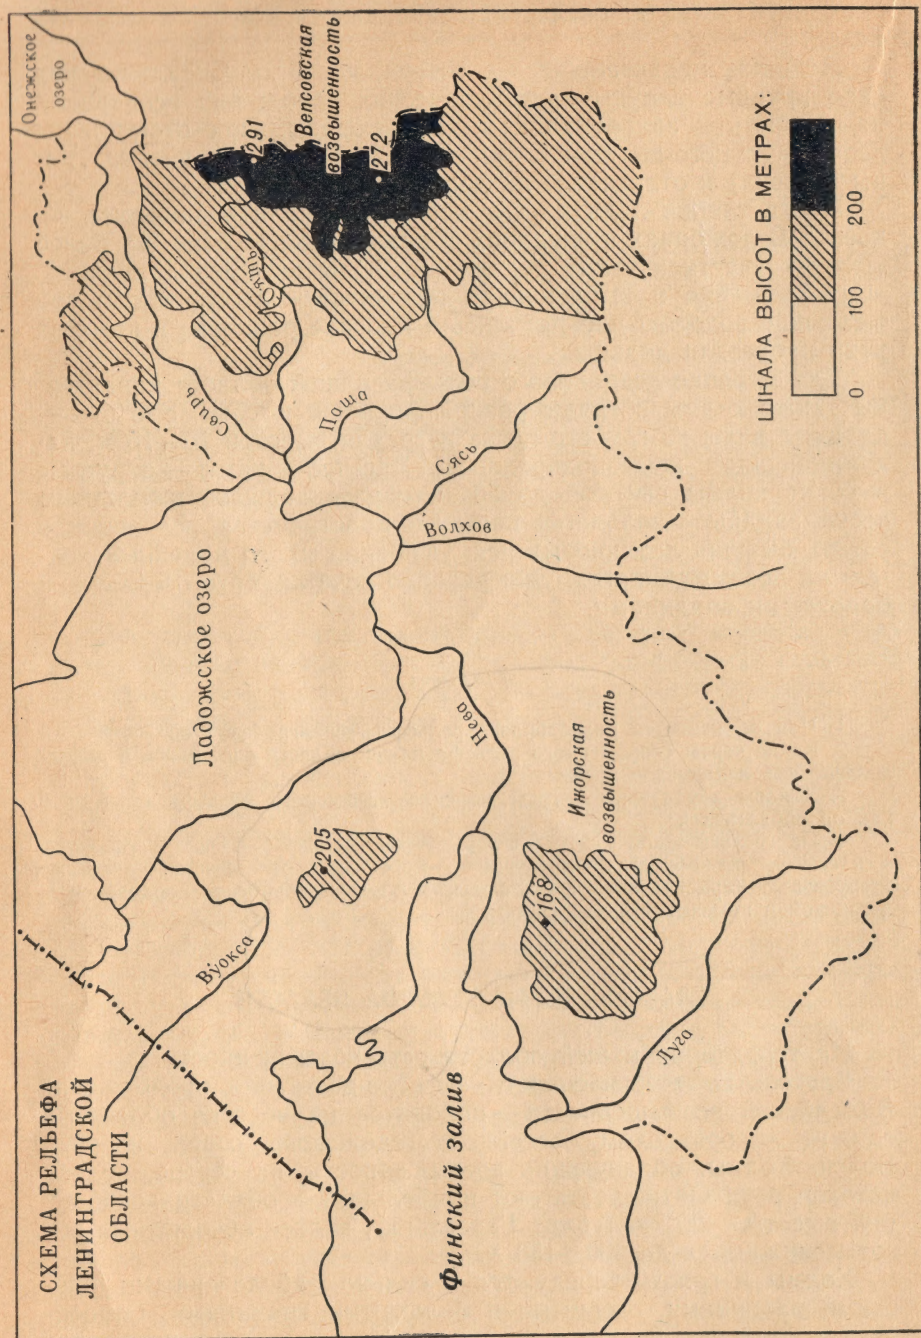 СХЕМА РЕЛЬЕФА
ЛЕНИНГРАДСКОЙ
ОБЛАСТИ
Онежское
озеро
Ладожское озеро
Финский залив
Вуокса
Свирь
Оять
Паша
Сясь
Волхов
Нева
Луга
291
Вепсовская
возвышенность
272
205
Ижорская
возвышенность
168
ШКАЛА ВЫСОТ В МЕТРАХ:
0 100 200